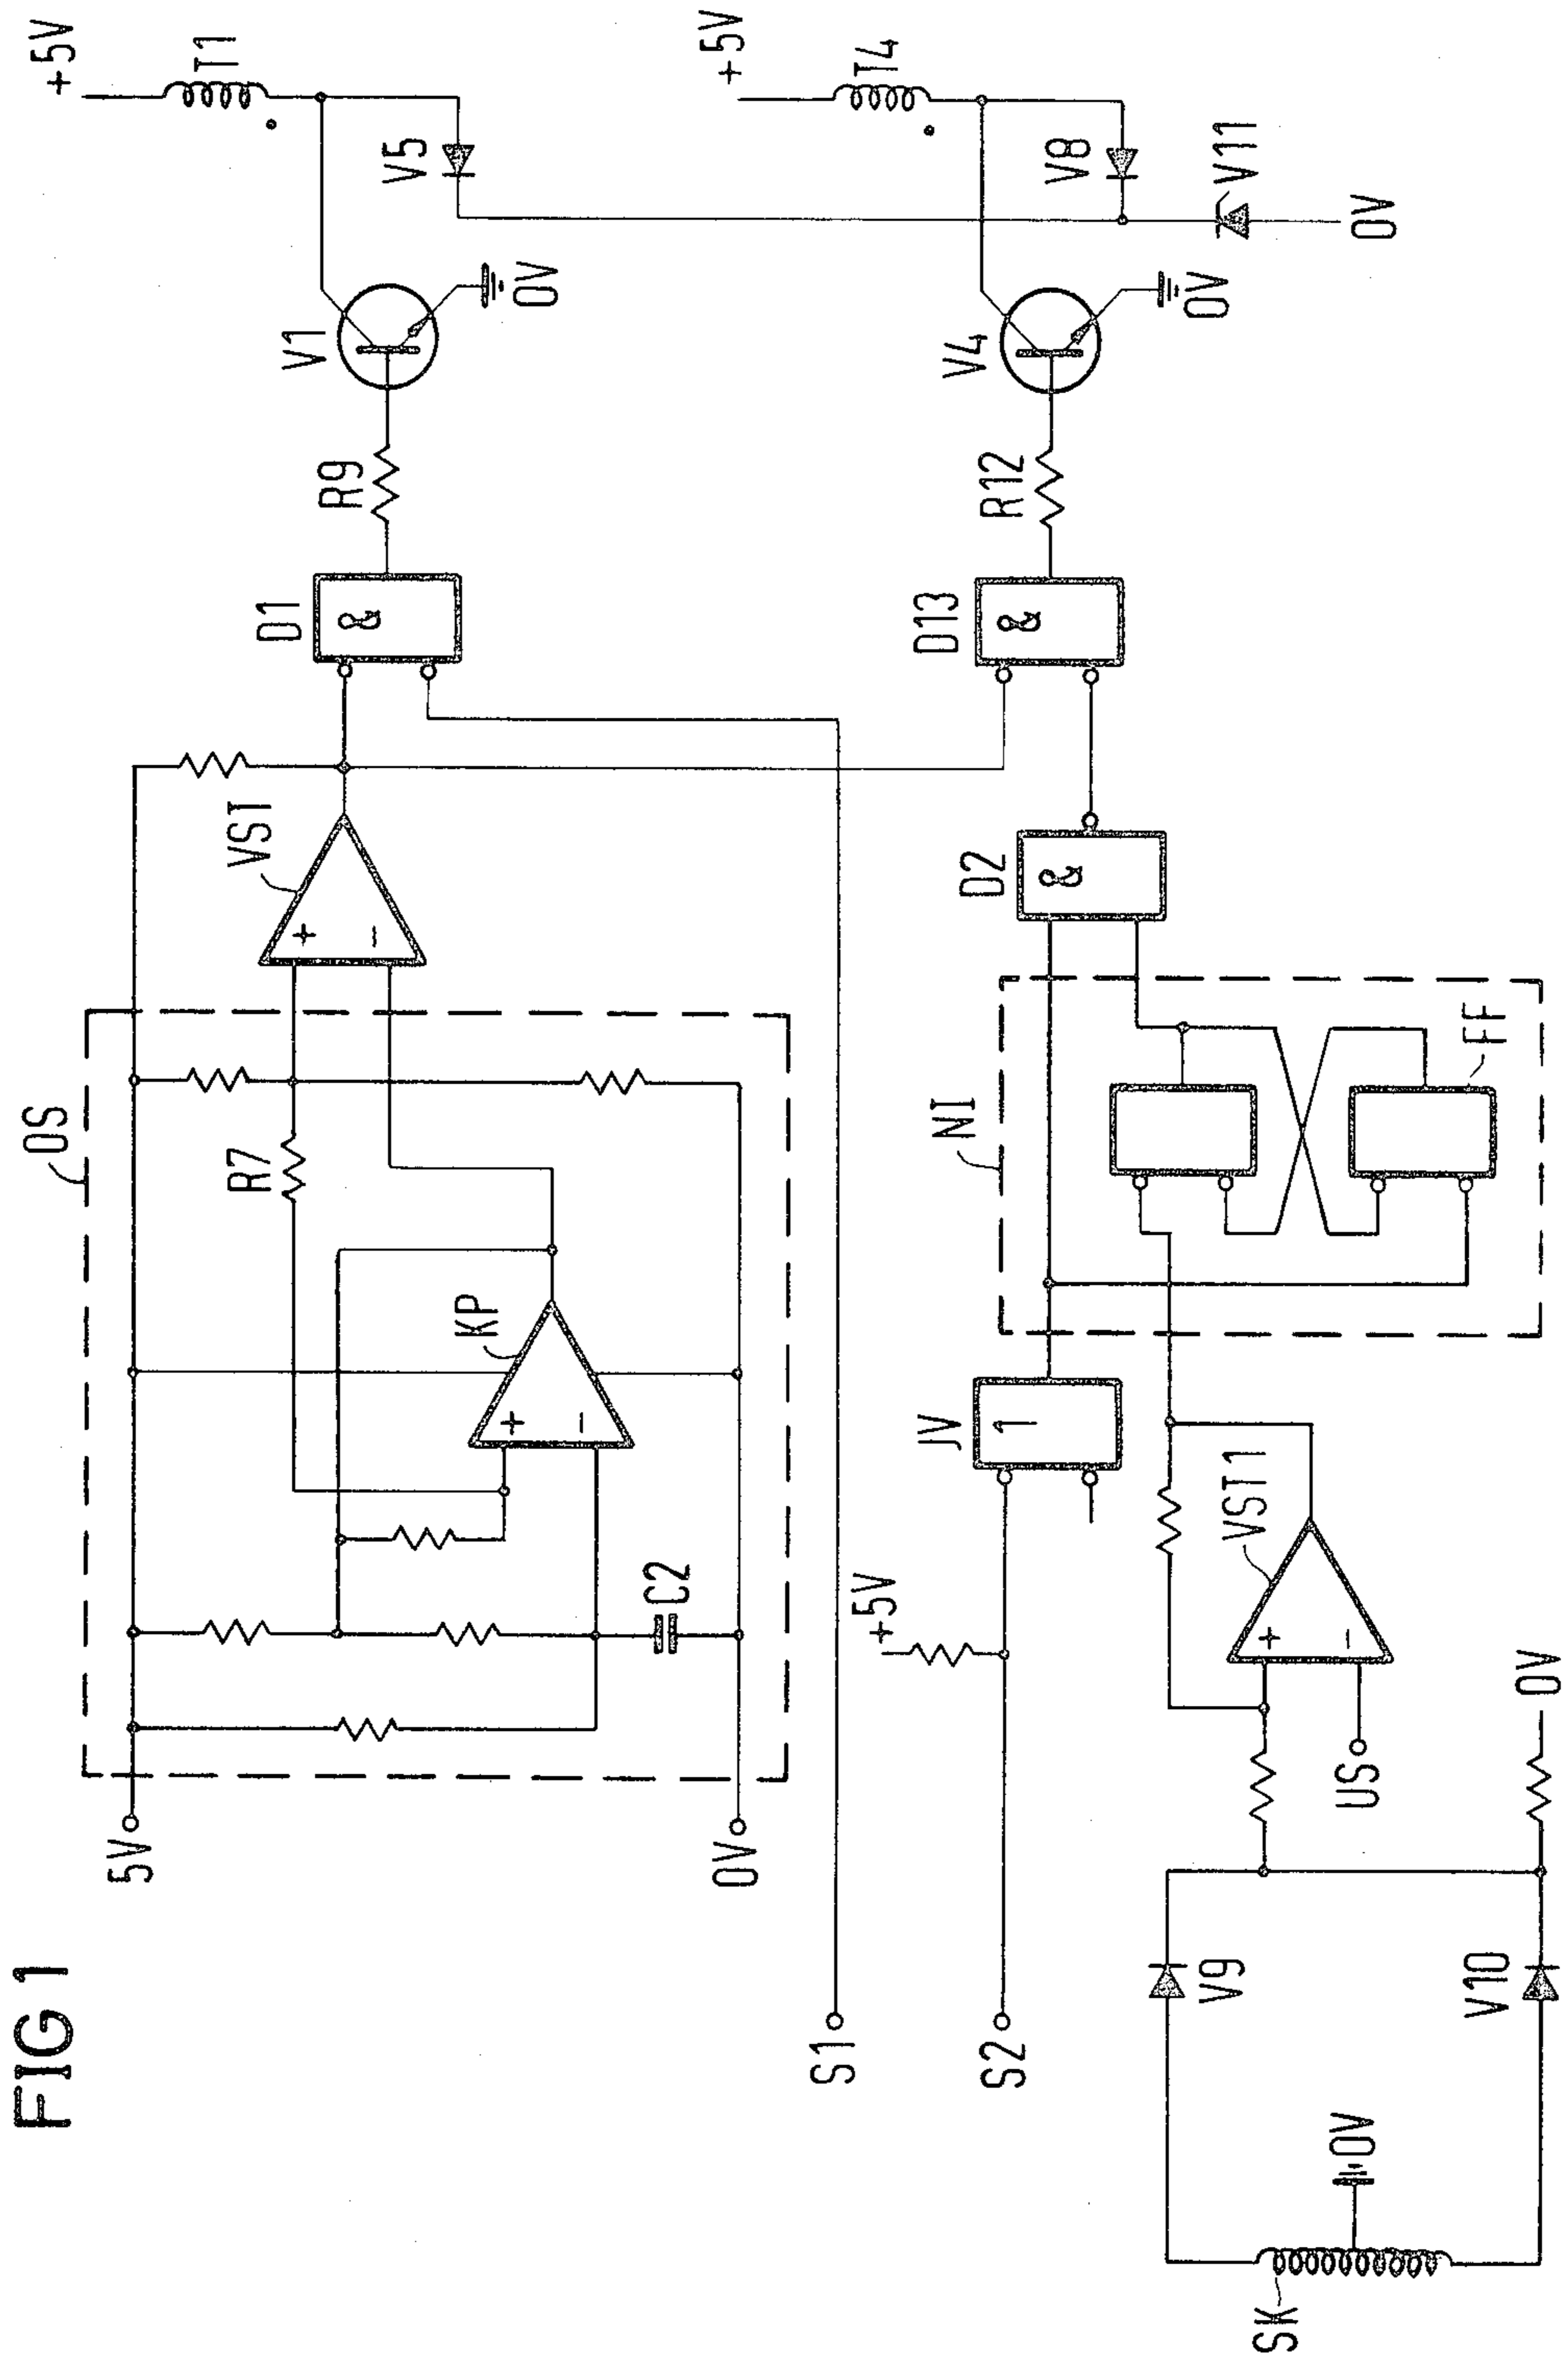 FIG 1
OS
5V
0V
C2
KP
+
-
R7
VST
+
-
D1
&
R9
V1
0V
+5V
T1
V5
S1
S2
+5V
JV
1
NI
FF
D2
&
D13
&
R12
V4
0V
+5V
T4
V8
V11
0V
SK
0V
V9
V10
0V
US
VST1
+
-